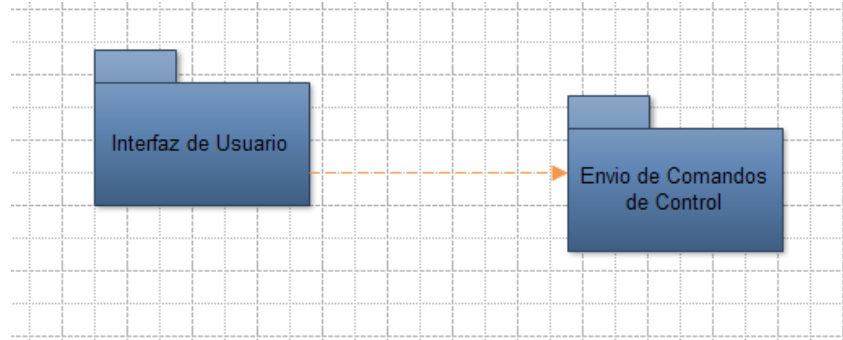 Interfaz de Usuario
Envio de Comandos
de Control